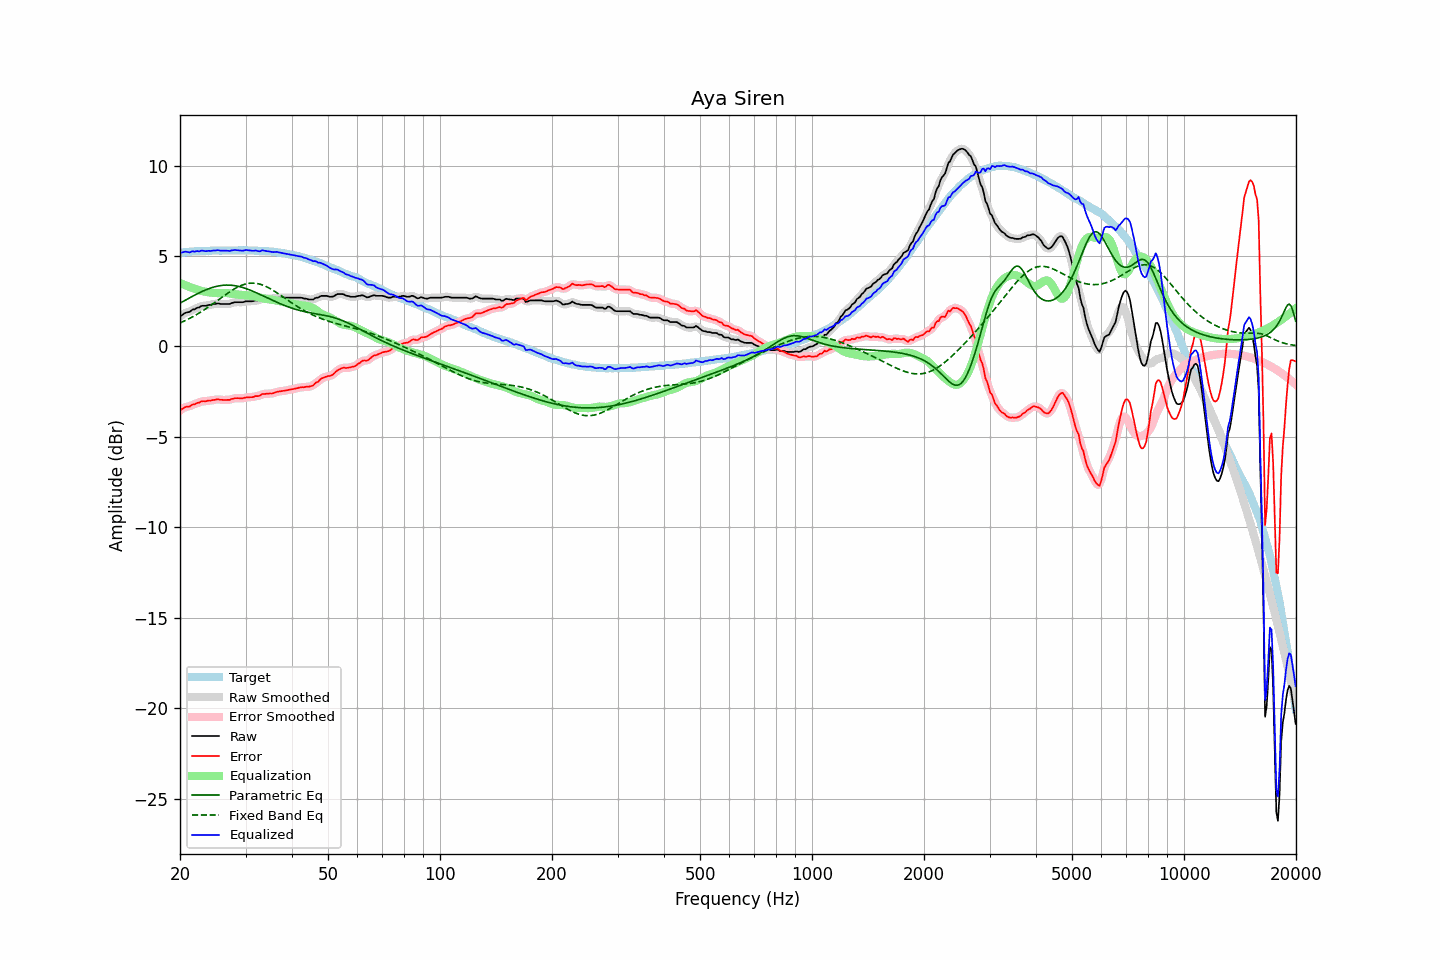 Aya Siren
Amplitude (dBr)
10
5
0
−5
−10
−15
−20
−25
Target
Raw Smoothed
Error Smoothed
Raw
Error
Equalization
Parametric Eq
Fixed Band Eq
Equalized
20 50 100 200 500 1000 2000 5000 10000 20000
Frequency (Hz)